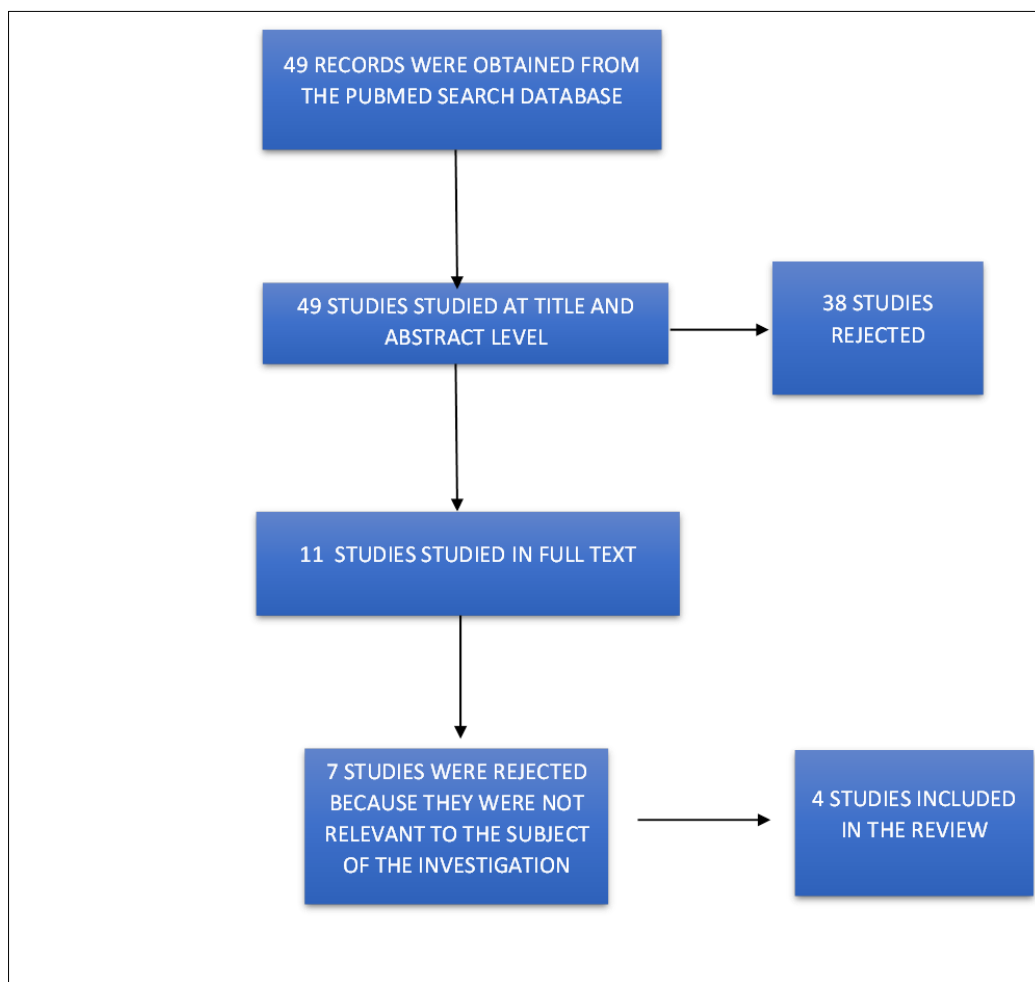 49 RECORDS WERE OBTAINED FROM
THE PUBMED SEARCH DATABASE
49 STUDIES STUDIED AT TITLE AND
ABSTRACT LEVEL
38 STUDIES
REJECTED
11 STUDIES STUDIED IN FULL TEXT
7 STUDIES WERE REJECTED
BECAUSE THEY WERE NOT
RELEVANT TO THE SUBJECT
OF THE INVESTIGATION
4 STUDIES INCLUDED
IN THE REVIEW